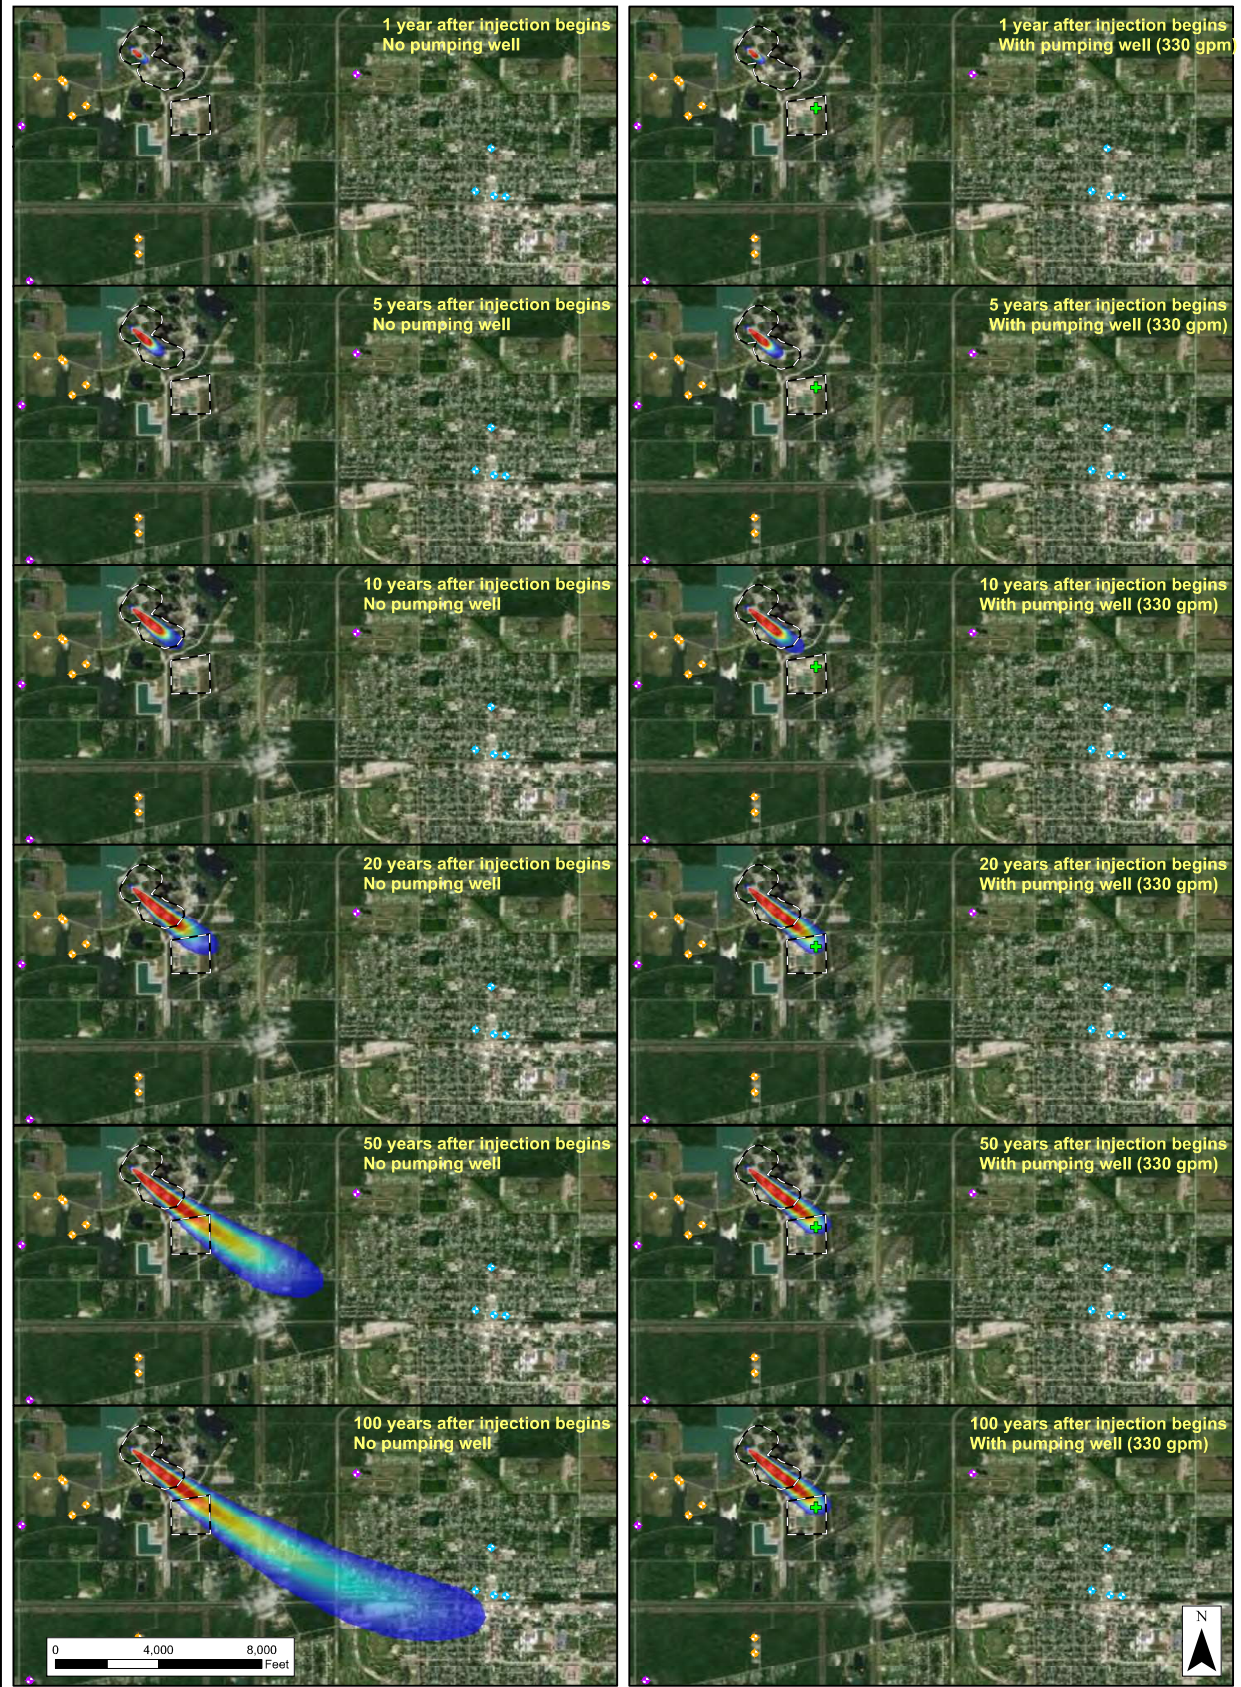 1 year after injection begins
No pumping well
1 year after injection begins
With pumping well (330 gpm)
5 years after injection begins
No pumping well
5 years after injection begins
With pumping well (330 gpm)
10 years after injection begins
No pumping well
10 years after injection begins
With pumping well (330 gpm)
20 years after injection begins
No pumping well
20 years after injection begins
With pumping well (330 gpm)
50 years after injection begins
No pumping well
50 years after injection begins
With pumping well (330 gpm)
100 years after injection begins
No pumping well
100 years after injection begins
With pumping well (330 gpm)
0 4,000 8,000
Feet
N